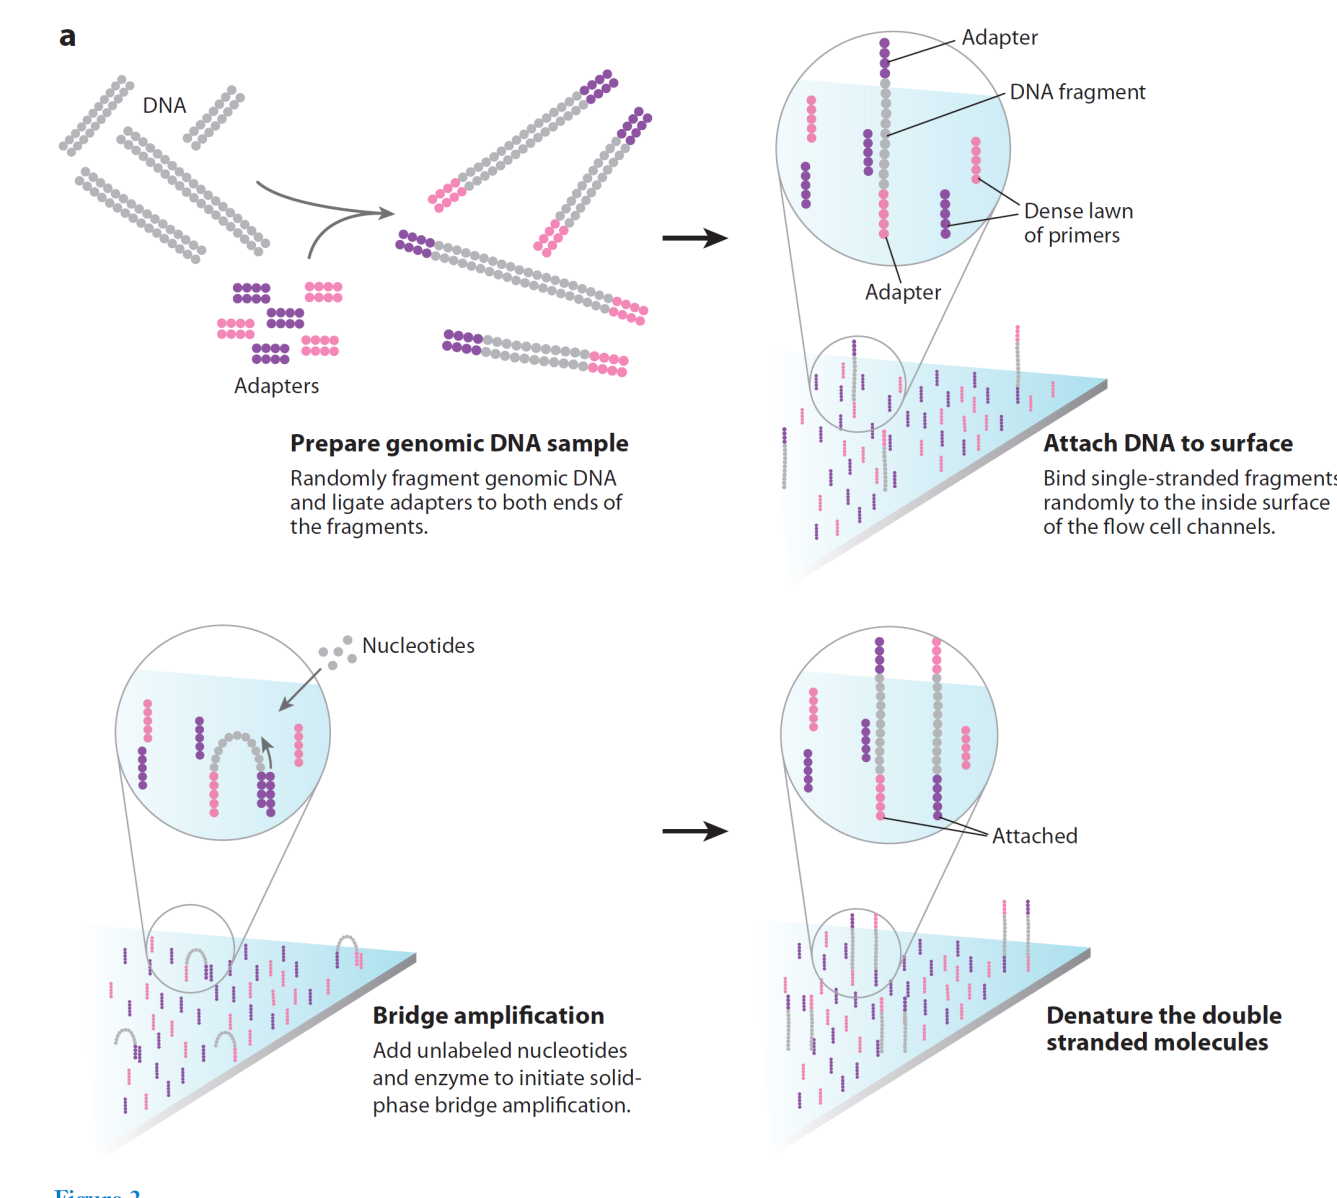 a
DNA
Adapters
Prepare genomic DNA sample
Randomly fragment genomic DNA
and ligate adapters to both ends of
the fragments.
Adapter
DNA fragment
Dense lawn
of primers
Adapter
Attach DNA to surface
Bind single-stranded fragments
randomly to the inside surface
of the flow cell channels.
Nucleotides
Bridge amplification
Add unlabeled nucleotides
and enzyme to initiate solid-
phase bridge amplification.
Attached
Denature the double
stranded molecules
Figure 2